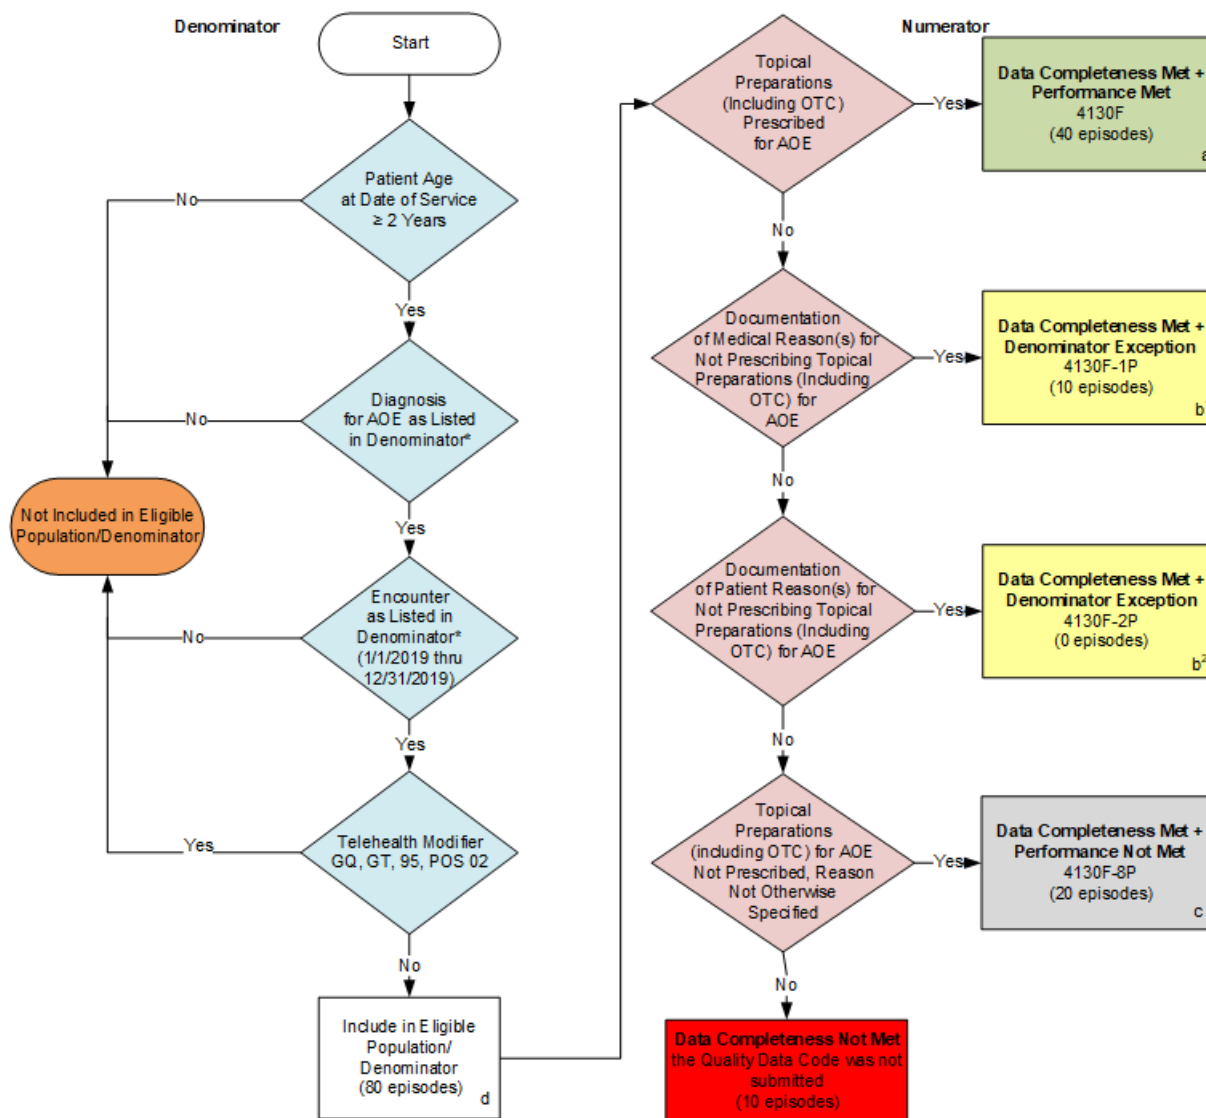 Denominator
Start
Patient Age
at Date of Service
≥ 2 Years
No
Yes
Diagnosis
for AOE as Listed
in Denominator*
No
Yes
Not Included in Eligible
Population/Denominator
Encounter
as Listed in
Denominator*
(1/1/2019 thru
12/31/2019)
No
Yes
Telehealth Modifier
GQ, GT, 95, POS 02
Yes
No
Include in Eligible
Population/
Denominator
(80 episodes)
d
Numerator
Topical
Preparations
(Including OTC)
Prescribed
for AOE
Yes
Data Completeness Met +
Performance Met
4130F
(40 episodes)
a
No
Documentation
of Medical Reason(s) for
Not Prescribing Topical
Preparations (Including
OTC) for
AOE
Yes
Data Completeness Met +
Denominator Exception
4130F-1P
(10 episodes)
b
No
Documentation
of Patient Reason(s) for
Not Prescribing Topical
Preparations (Including
OTC) for AOE
Yes
Data Completeness Met +
Denominator Exception
4130F-2P
(0 episodes)
b²
No
Topical
Preparations
(including OTC) for AOE
Not Prescribed, Reason
Not Otherwise
Specified
Yes
Data Completeness Met +
Performance Not Met
4130F-8P
(20 episodes)
c
No
Data Completeness Not Met
the Quality Data Code was not
submitted
(10 episodes)